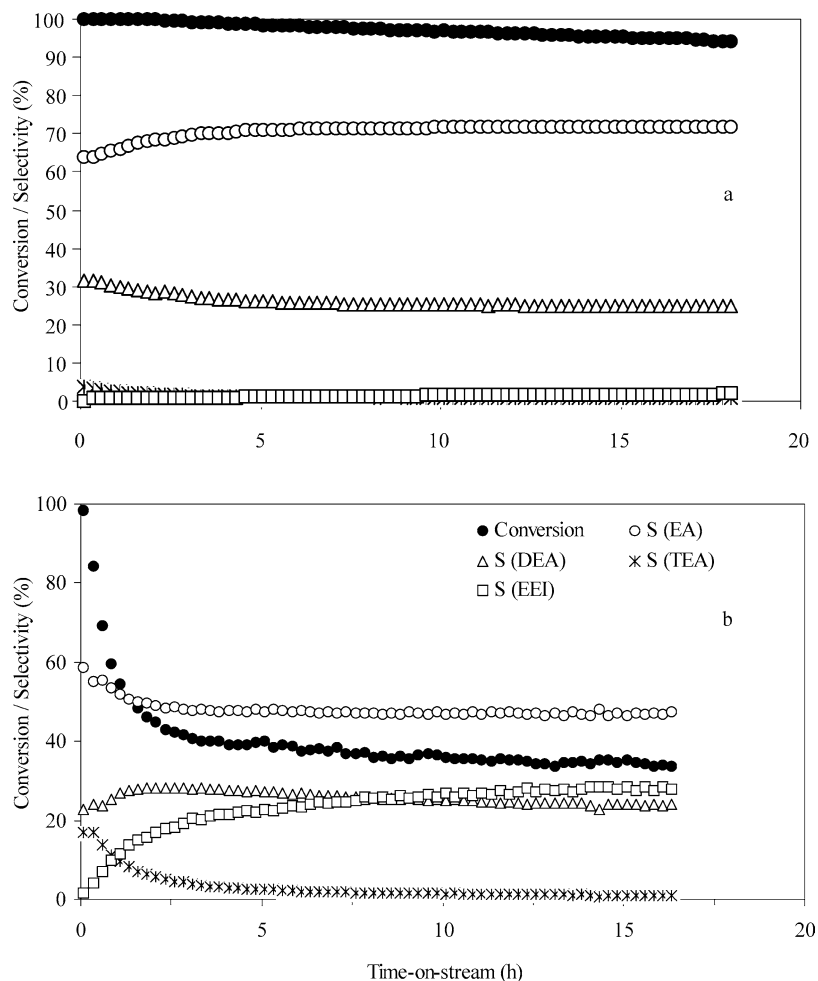 100
90
80
70
60
50
40
30
20
10
0
Conversion / Selectivity (%)
a
0 5 10 15 20
100
80
60
40
20
0
Conversion / Selectivity (%)
Conversion S (EA)
S (DEA) S (TEA)
S (EEI)
b
0 5 10 15 20
Time-on-stream (h)